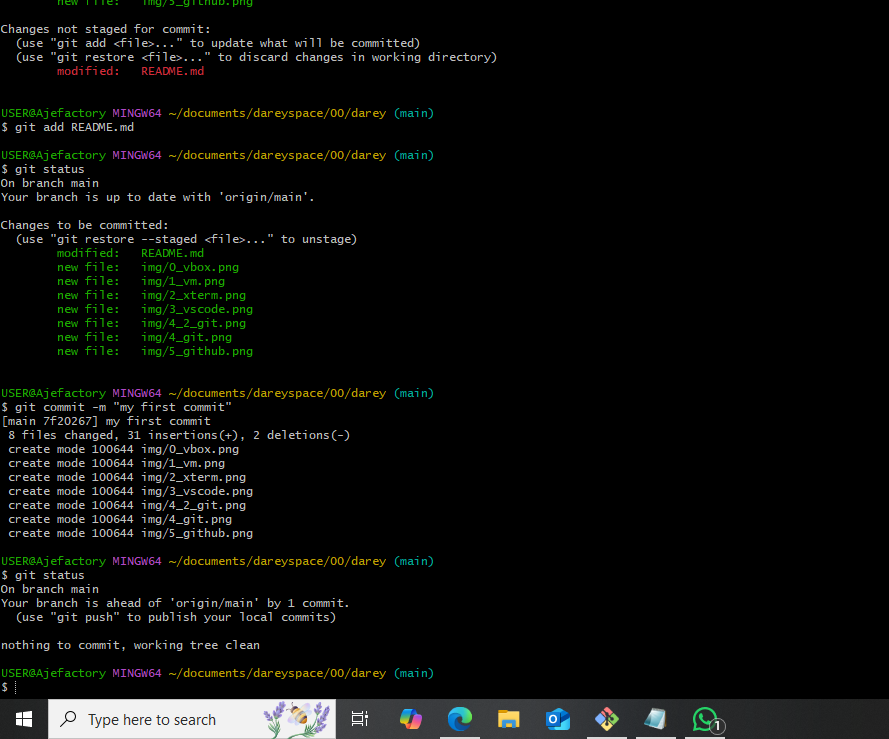 new file:   img/5_github.png
Changes not staged for commit:
  (use "git add <file>..." to update what will be committed)
  (use "git restore <file>..." to discard changes in working directory)
        modified:   README.md
USER@Ajefactory MINGW64 ~/documents/dareyspace/00/darey (main)
$ git add README.md
USER@Ajefactory MINGW64 ~/documents/dareyspace/00/darey (main)
$ git status
On branch main
Your branch is up to date with 'origin/main'.
Changes to be committed:
  (use "git restore --staged <file>..." to unstage)
        modified:   README.md
        new file:   img/0_vbox.png
        new file:   img/1_vm.png
        new file:   img/2_xterm.png
        new file:   img/3_vscode.png
        new file:   img/4_2_git.png
        new file:   img/4_git.png
        new file:   img/5_github.png
USER@Ajefactory MINGW64 ~/documents/dareyspace/00/darey (main)
$ git commit -m "my first commit"
[main 7f20267] my first commit
 8 files changed, 31 insertions(+), 2 deletions(-)
 create mode 100644 img/0_vbox.png
 create mode 100644 img/1_vm.png
 create mode 100644 img/2_xterm.png
 create mode 100644 img/3_vscode.png
 create mode 100644 img/4_2_git.png
 create mode 100644 img/4_git.png
 create mode 100644 img/5_github.png
USER@Ajefactory MINGW64 ~/documents/dareyspace/00/darey (main)
$ git status
On branch main
Your branch is ahead of 'origin/main' by 1 commit.
  (use "git push" to publish your local commits)
nothing to commit, working tree clean
USER@Ajefactory MINGW64 ~/documents/dareyspace/00/darey (main)
$
Type here to search
1